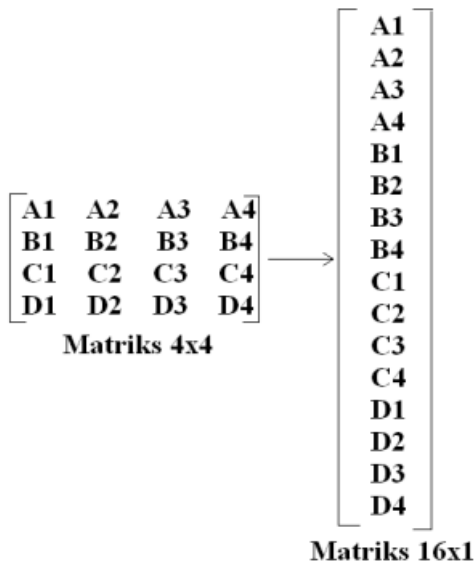 A1 A2 A3 A4
B1 B2 B3 B4
C1 C2 C3 C4
D1 D2 D3 D4
Matriks 4x4
A1
A2
A3
A4
B1
B2
B3
B4
C1
C2
C3
C4
D1
D2
D3
D4
Matriks 16x1